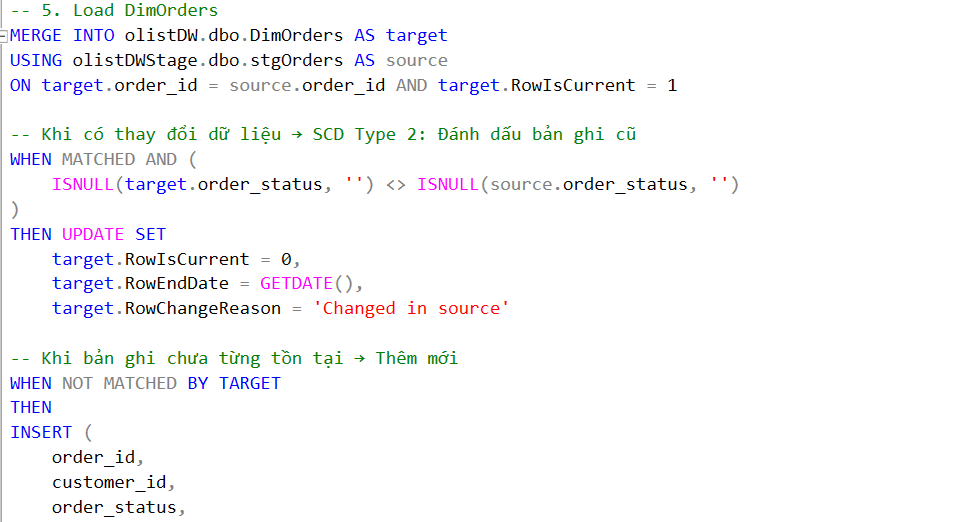 -- 5. Load DimOrders
MERGE INTO olistDW.dbo.DimOrders AS target
USING olistDWStage.dbo.stgOrders AS source
ON target.order_id = source.order_id AND target.RowIsCurrent = 1
-- Khi có thay đổi dữ liệu → SCD Type 2: Đánh dấu bản ghi cũ
WHEN MATCHED AND (
    ISNULL(target.order_status, '') <> ISNULL(source.order_status, '')
)
THEN UPDATE SET
    target.RowIsCurrent = 0,
    target.RowEndDate = GETDATE(),
    target.RowChangeReason = 'Changed in source'
-- Khi bản ghi chưa từng tồn tại → Thêm mới
WHEN NOT MATCHED BY TARGET
THEN
INSERT (
    order_id,
    customer_id,
    order_status,